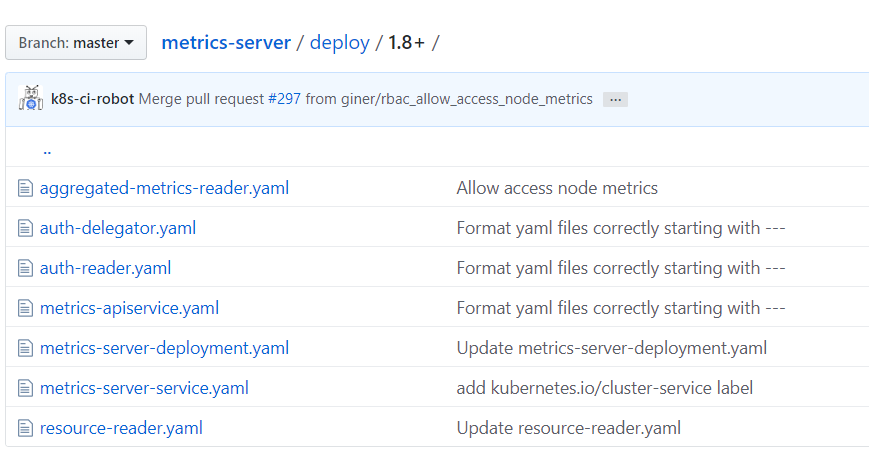 Branch: master metrics-server / deploy / 1.8+ /
k8s-ci-robot Merge pull request #297 from giner/rbac_allow_access_node_metrics ...
..
aggregated-metrics-reader.yaml Allow access node metrics
auth-delegator.yaml Format yaml files correctly starting with ---
auth-reader.yaml Format yaml files correctly starting with ---
metrics-apiservice.yaml Format yaml files correctly starting with ---
metrics-server-deployment.yaml Update metrics-server-deployment.yaml
metrics-server-service.yaml add kubernetes.io/cluster-service label
resource-reader.yaml Update resource-reader.yaml